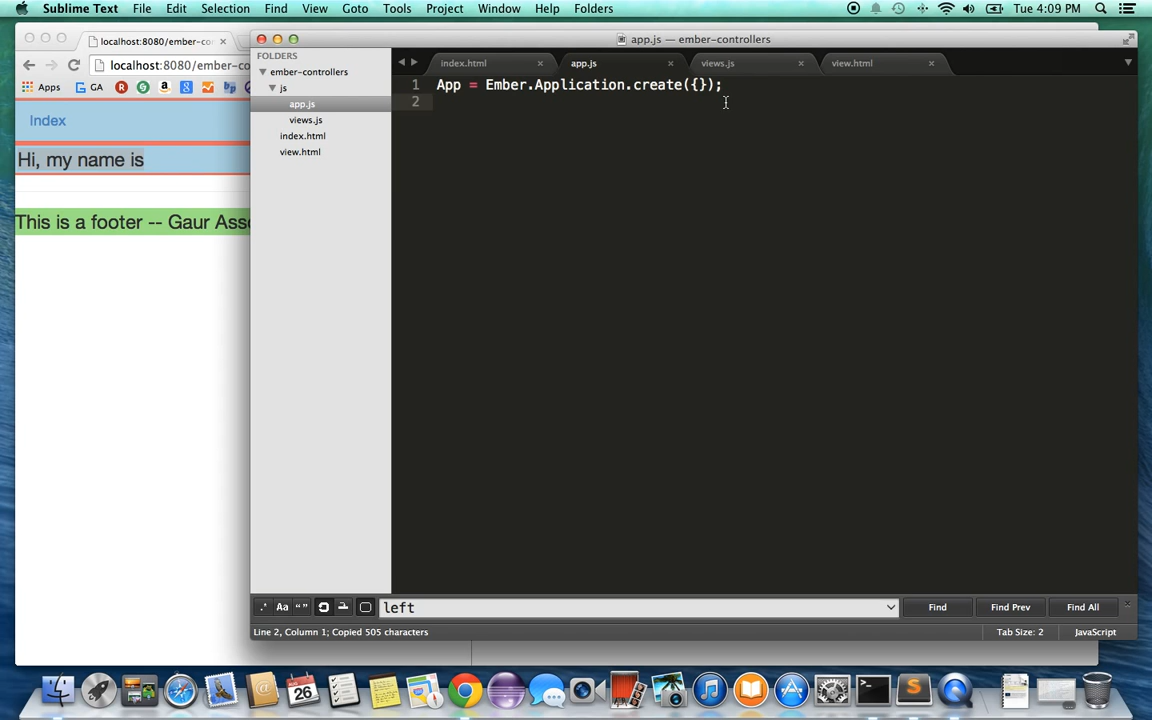 Sublime Text File Edit Selection Find View Goto Tools Project Window Help Folders Tue 4:09 PM
localhost:8080/ember-co
app.js — ember-controllers
localhost:8080/ember-co
Apps GA
Index
Hi, my name is
This is a footer -- Gaur Ass
FOLDERS
ember-controllers
js
app.js
views.js
index.html
view.html
index.html app.js views.js view.html
1 App = Ember.Application.create({});
2
.* Aa “” left Find Find Prev Find All
Line 2, Column 1; Copied 505 characters Tab Size: 2 JavaScript
26